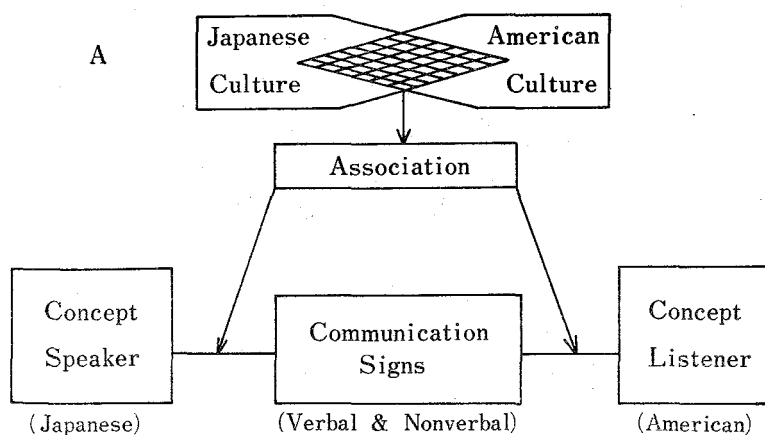 A
Japanese
Culture
American
Culture
Association
Concept
Speaker
(Japanese)
Communication
Signs
(Verbal & Nonverbal)
Concept
Listener
(American)